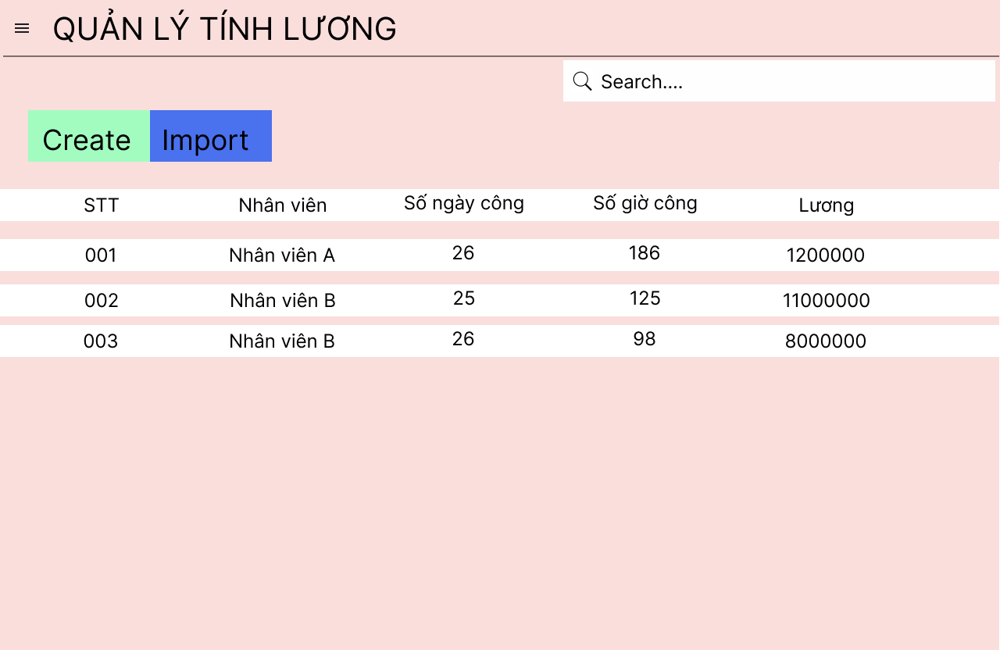 QUẢN LÝ TÍNH LƯƠNG
Search....
Create Import
STT Nhân viên Số ngày công Số giờ công Lương
001 Nhân viên A 26 186 1200000
002 Nhân viên B 25 125 11000000
003 Nhân viên B 26 98 8000000